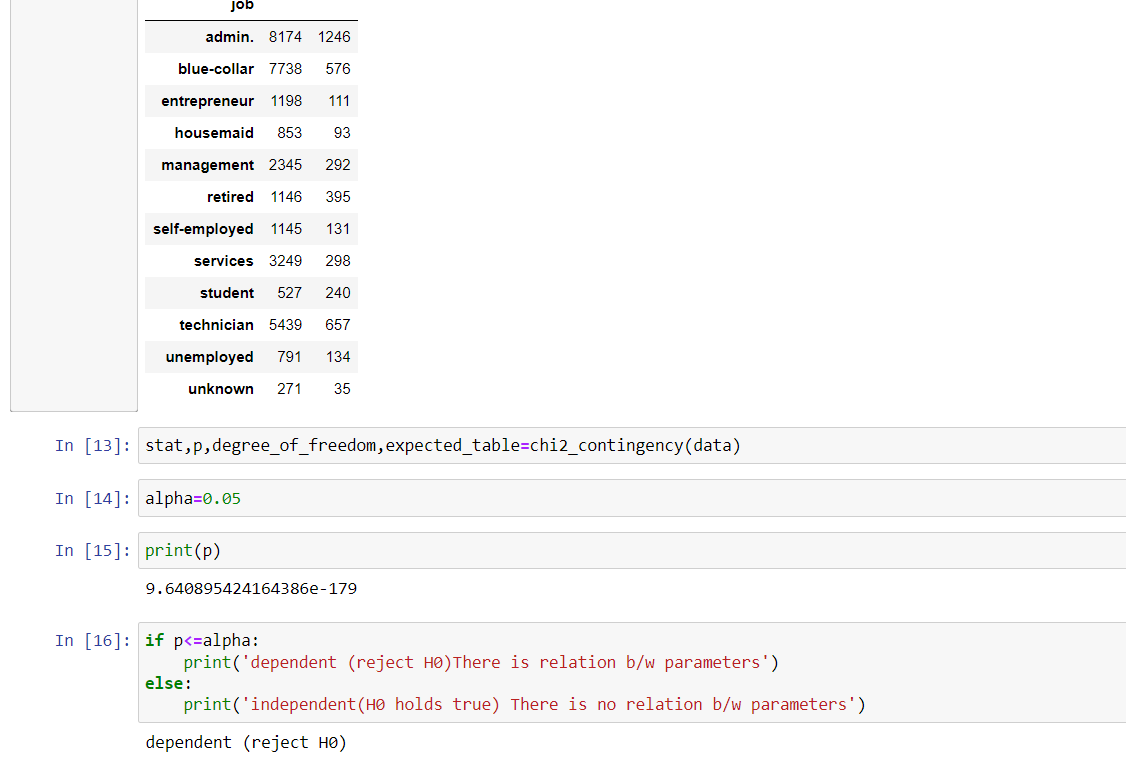 job
admin. 8174 1246
blue-collar 7738 576
entrepreneur 1198 111
housemaid 853 93
management 2345 292
retired 1146 395
self-employed 1145 131
services 3249 298
student 527 240
technician 5439 657
unemployed 791 134
unknown 271 35
In [13]: stat,p,degree_of_freedom,expected_table=chi2_contingency(data)
In [14]: alpha=0.05
In [15]: print(p)
9.640895424164386e-179
In [16]: if p<=alpha:
    print('dependent (reject H0)There is relation b/w parameters')
else:
    print('independent(H0 holds true) There is no relation b/w parameters')
dependent (reject H0)